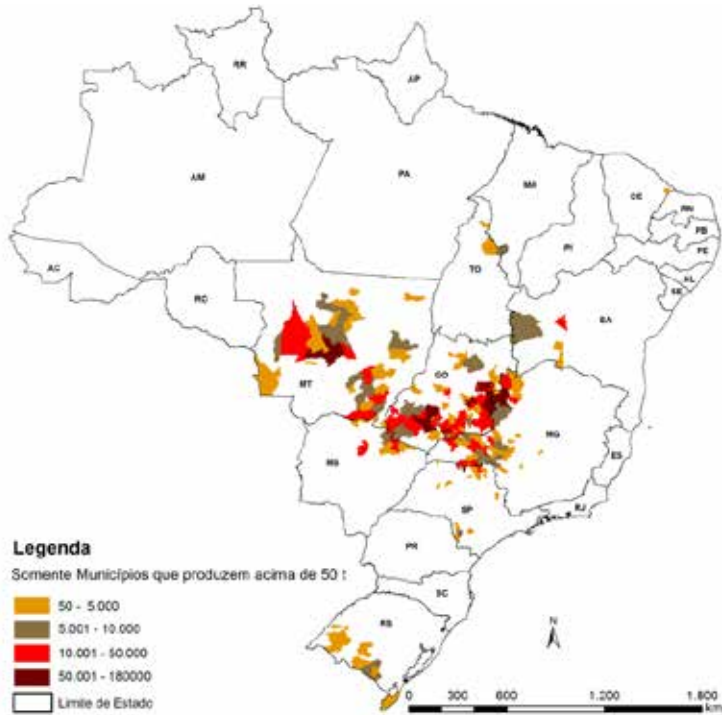 RR
AP
AM
PA
MA
CE
RN
PB
PE
PI
AC
TO
AL
SE
RO
BA
MT
GO
MG
MS
ES
SP
RJ
PR
SC
RS
Legenda
Somente Municípios que produzem acima de 50 t
50 - 5.000
5.001 - 10.000
10.001 - 50.000
50.001 - 180000
Limite de Estado
N
0 300 600 1.200 1.800
km